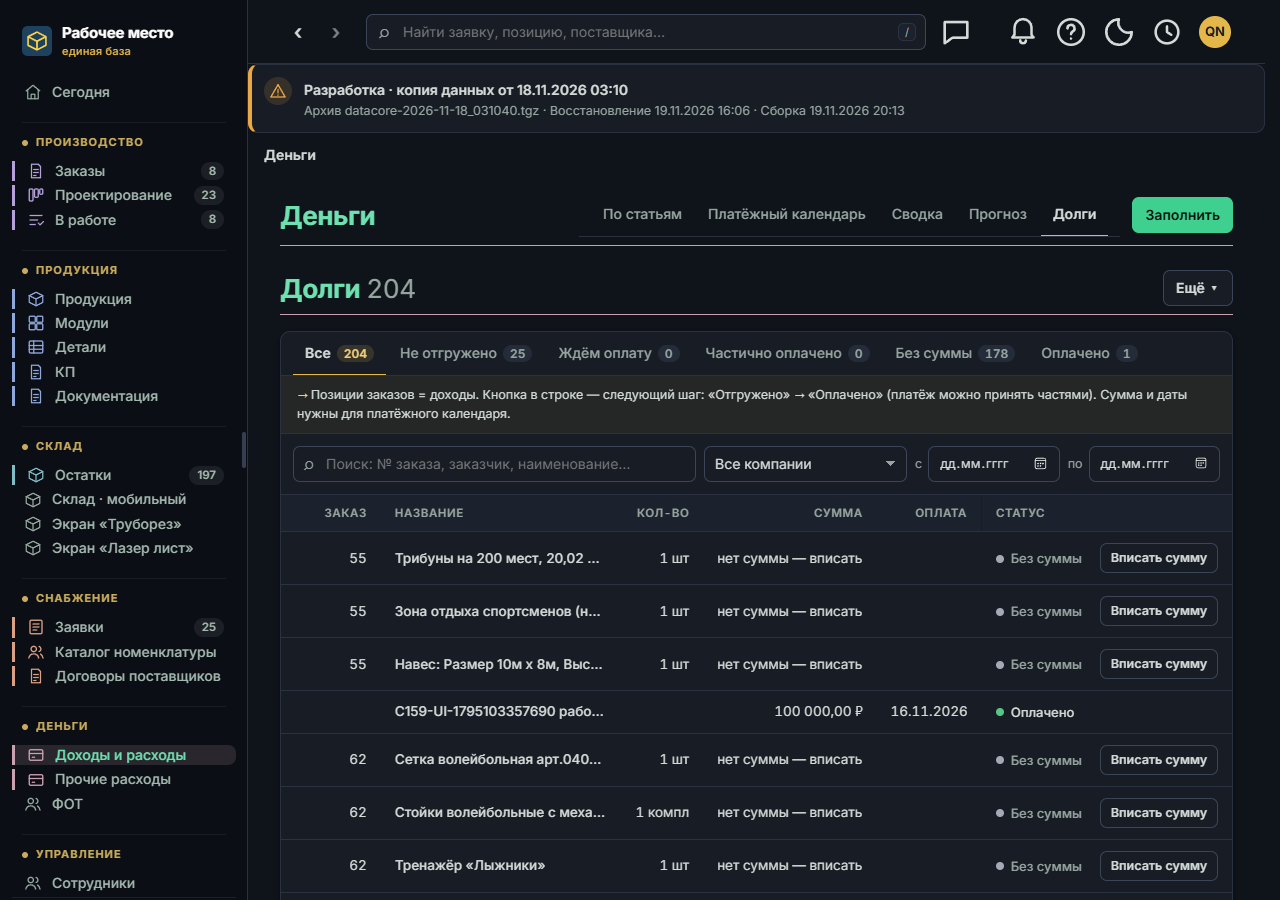 Рабочее место
единая база
Сегодня
ПРОИЗВОДСТВО
Заказы 8
Проектирование 23
В работе 8
ПРОДУКЦИЯ
Продукция
Модули
Детали
КП
Документация
СКЛАД
Остатки 197
Склад · мобильный
Экран «Труборез»
Экран «Лазер лист»
СНАБЖЕНИЕ
Заявки 25
Каталог номенклатуры
Договоры поставщиков
ДЕНЬГИ
Доходы и расходы
Прочие расходы
ФОТ
УПРАВЛЕНИЕ
Сотрудники
Найти заявку, позицию, поставщика... /
QN
Разработка · копия данных от 18.11.2026 03:10
Архив datacore-2026-11-18_031040.tgz · Восстановление 19.11.2026 16:06 · Сборка 19.11.2026 20:13
Деньги
Деньги По статьям Платёжный календарь Сводка Прогноз Долги Заполнить
Долги 204 Ещё ▾
Все 204 Не отгружено 25 Ждём оплату 0 Частично оплачено 0 Без суммы 178 Оплачено 1
→ Позиции заказов = доходы. Кнопка в строке — следующий шаг: «Отгружено» → «Оплачено» (платёж можно принять частями). Сумма и даты
нужны для платёжного календаря.
Поиск: № заказа, заказчик, наименование... Все компании с дд.мм.гггг по дд.мм.гггг
ЗАКАЗ НАЗВАНИЕ КОЛ-ВО СУММА ОПЛАТА СТАТУС
55 Трибуны на 200 мест, 20,02 ... 1 шт нет суммы — вписать Без суммы Вписать сумму
55 Зона отдыха спортсменов (н... 1 шт нет суммы — вписать Без суммы Вписать сумму
55 Навес: Размер 10м х 8м, Выс... 1 шт нет суммы — вписать Без суммы Вписать сумму
C159-UI-1795103357690 рабо... 100 000,00 ₽ 16.11.2026 Оплачено
62 Сетка волейбольная арт.040... 1 шт нет суммы — вписать Без суммы Вписать сумму
62 Стойки волейбольные с меха... 1 компл нет суммы — вписать Без суммы Вписать сумму
62 Тренажёр «Лыжники» 1 шт нет суммы — вписать Без суммы Вписать сумму